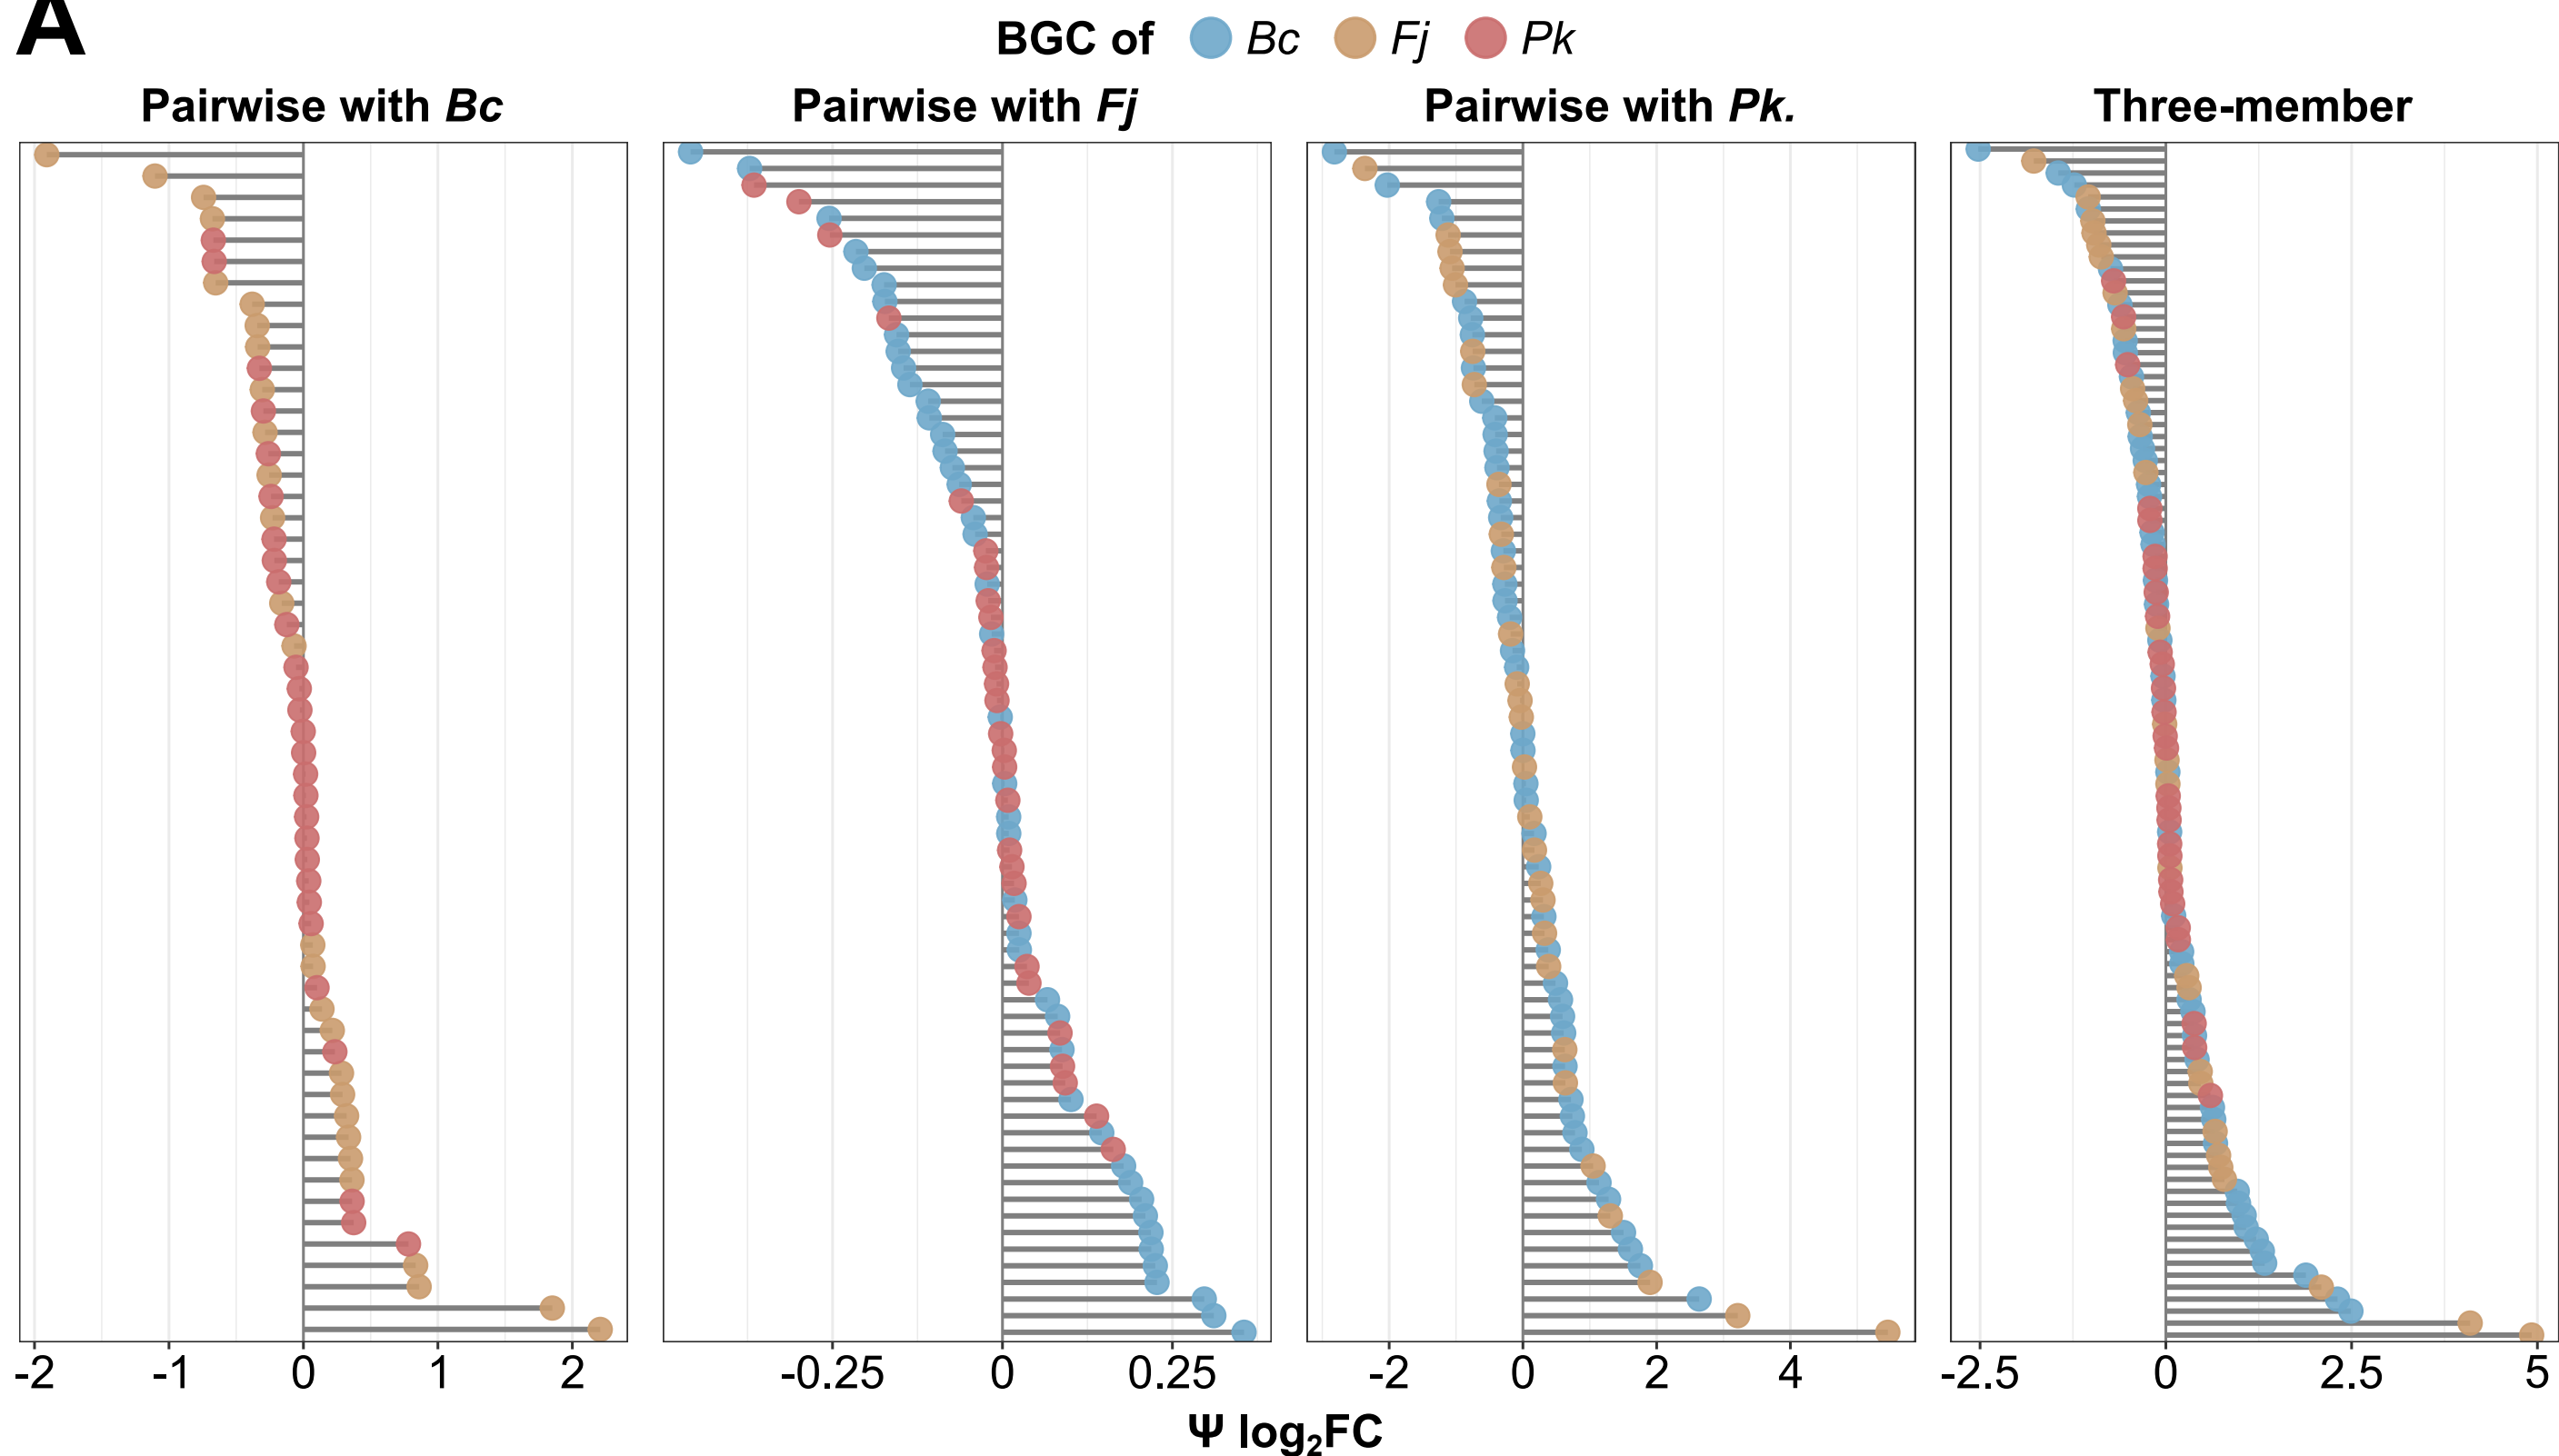 A
BGC of Bc Fj Pk
Pairwise with Bc Pairwise with Fj Pairwise with Pk. Three-member
-2 -1 0 1 2 -0.25 0 0.25 -2 0 2 4 -2.5 0 2.5 5
Ψ log₂FC